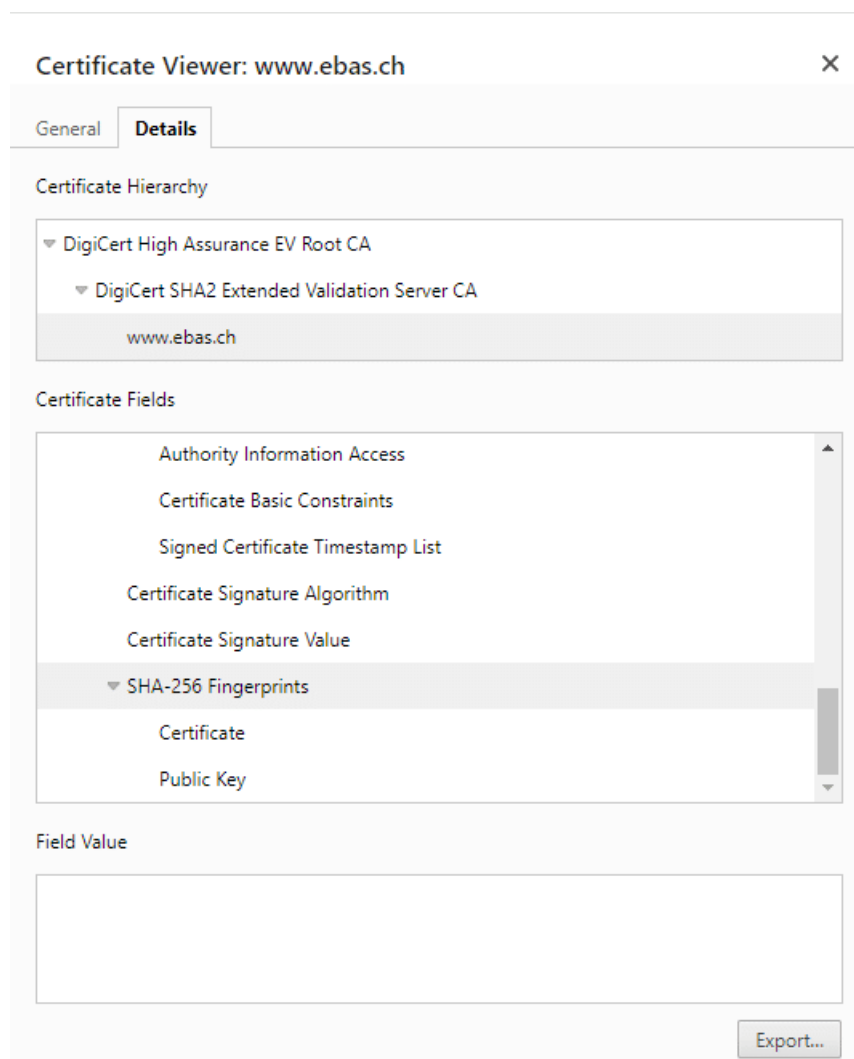 Certificate Viewer: www.ebas.ch
General Details
Certificate Hierarchy
DigiCert High Assurance EV Root CA
DigiCert SHA2 Extended Validation Server CA
www.ebas.ch
Certificate Fields
Authority Information Access
Certificate Basic Constraints
Signed Certificate Timestamp List
Certificate Signature Algorithm
Certificate Signature Value
SHA-256 Fingerprints
Certificate
Public Key
Field Value
Export...